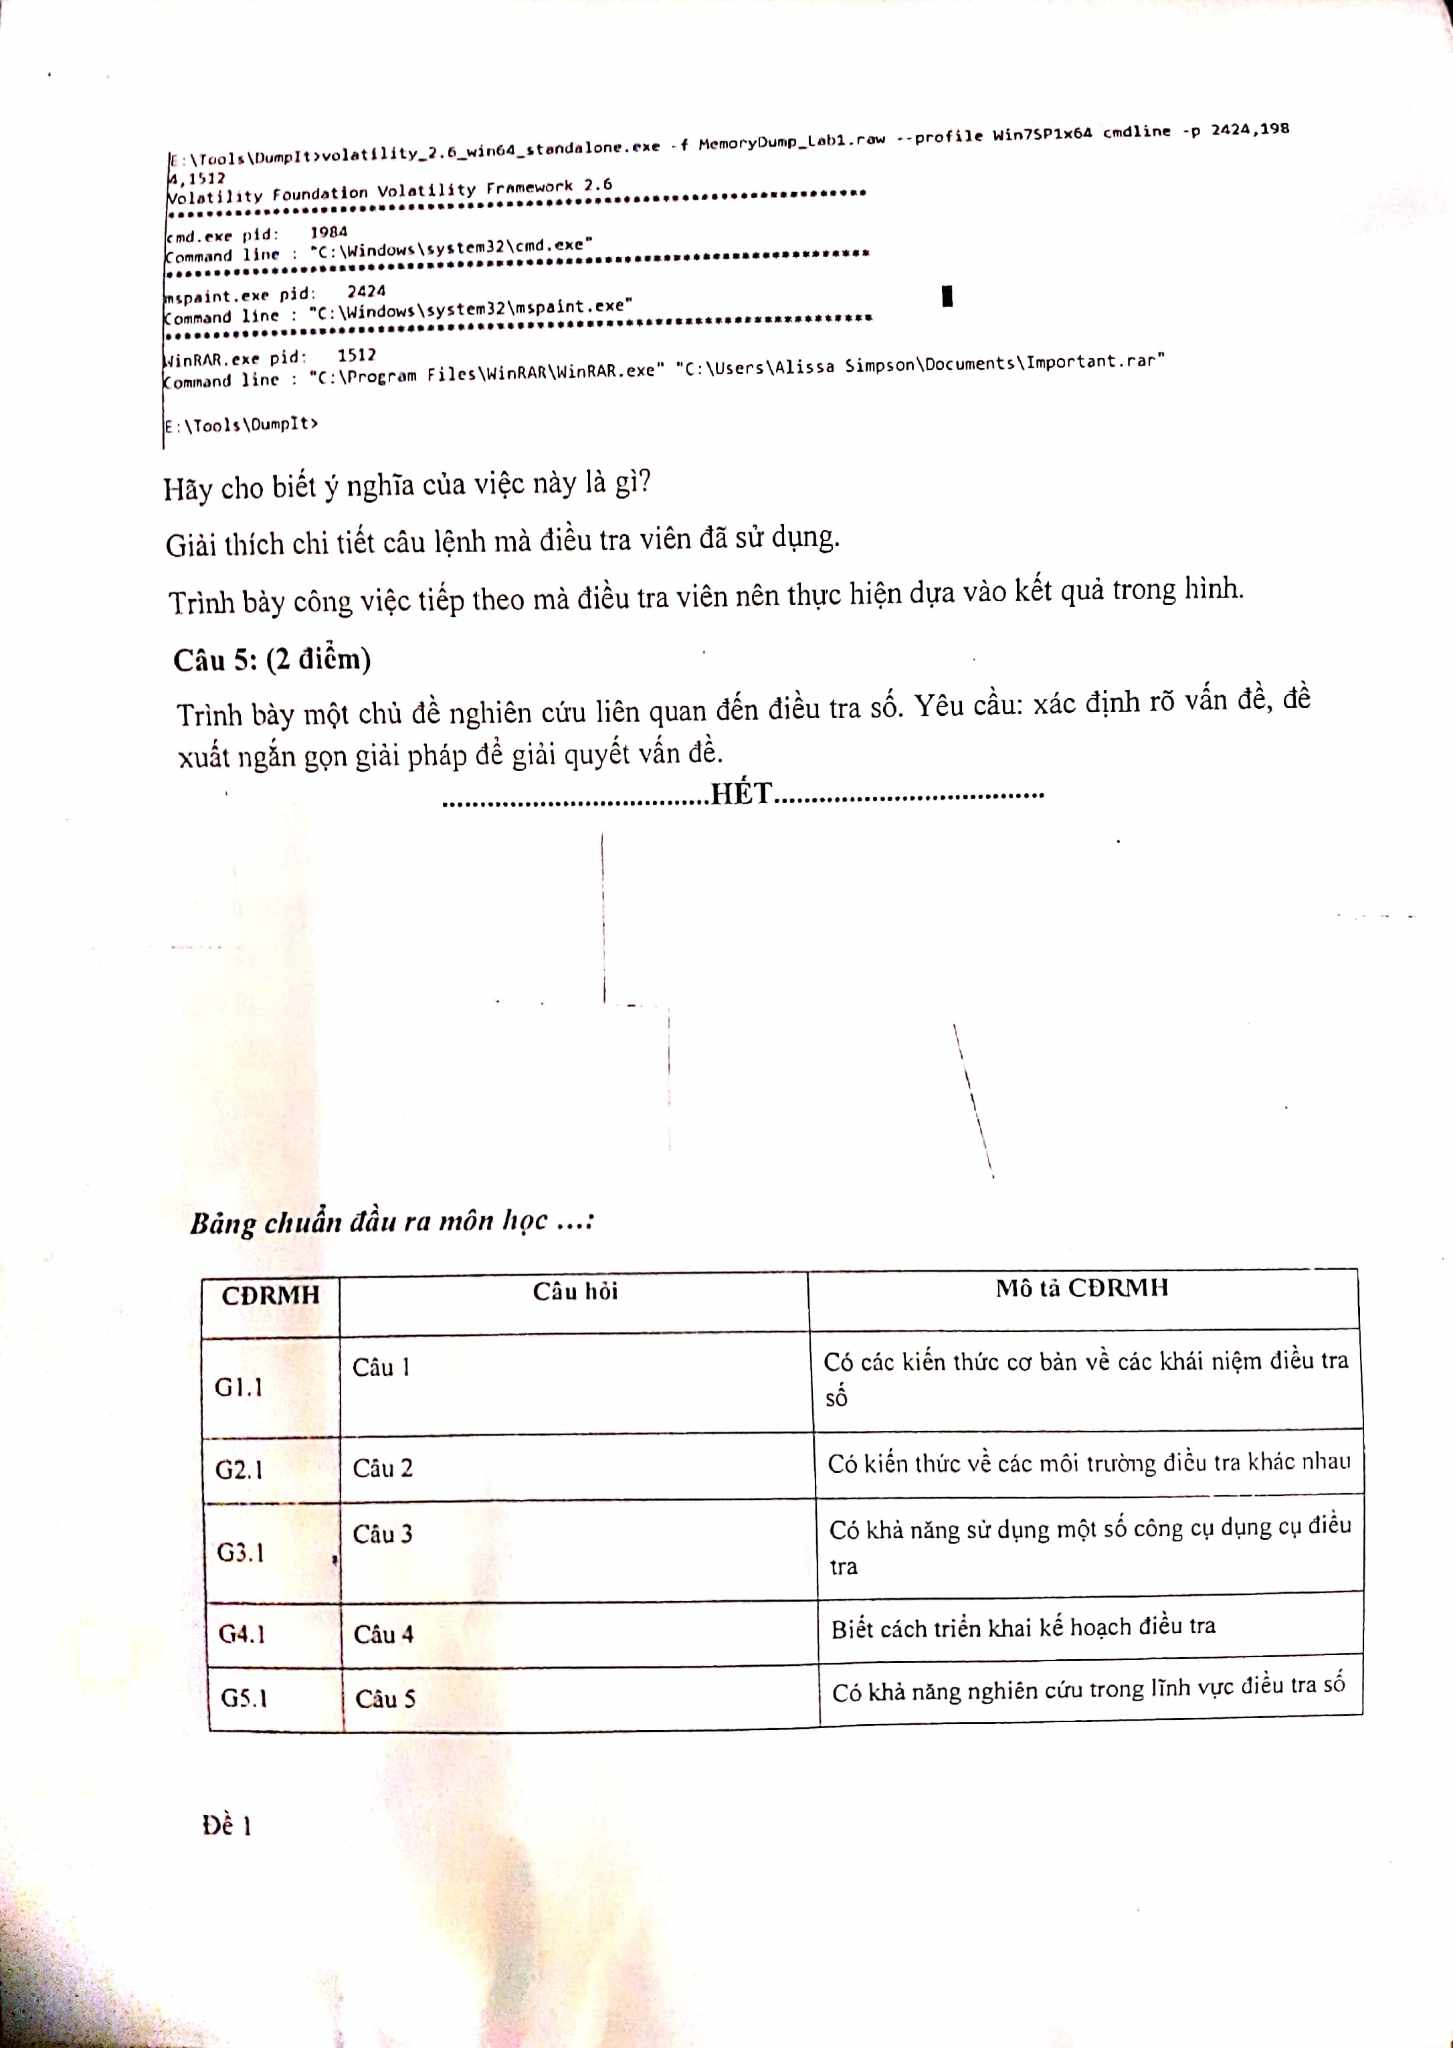 E:\Tools\DumpIt>volatility_2.6_win64_standalone.exe -f MemoryDump_Lab1.raw --profile Win7SP1x64 cmdline -p 2424,198
4,1512
Volatility Foundation Volatility Framework 2.6
************************************************************************
cmd.exe pid:   1984
Command line : "C:\Windows\system32\cmd.exe"
************************************************************************
mspaint.exe pid:   2424
Command line : "C:\Windows\system32\mspaint.exe"
************************************************************************
WinRAR.exe pid:   1512
Command line : "C:\Program Files\WinRAR\WinRAR.exe" "C:\Users\Alissa Simpson\Documents\Important.rar"
E:\Tools\DumpIt>
Hãy cho biết ý nghĩa của việc này là gì?
Giải thích chi tiết câu lệnh mà điều tra viên đã sử dụng.
Trình bày công việc tiếp theo mà điều tra viên nên thực hiện dựa vào kết quả trong hình.
Câu 5: (2 điểm)
Trình bày một chủ đề nghiên cứu liên quan đến điều tra số. Yêu cầu: xác định rõ vấn đề, đề
xuất ngắn gọn giải pháp để giải quyết vấn đề.
....................................HẾT....................................
Bảng chuẩn đầu ra môn học ...:
CĐRMH Câu hỏi Mô tả CĐRMH
G1.1 Câu 1 Có các kiến thức cơ bản về các khái niệm điều tra
số
G2.1 Câu 2 Có kiến thức về các môi trường điều tra khác nhau
G3.1 Câu 3 Có khả năng sử dụng một số công cụ dụng cụ điều
tra
G4.1 Câu 4 Biết cách triển khai kế hoạch điều tra
G5.1 Câu 5 Có khả năng nghiên cứu trong lĩnh vực điều tra số
Đề 1